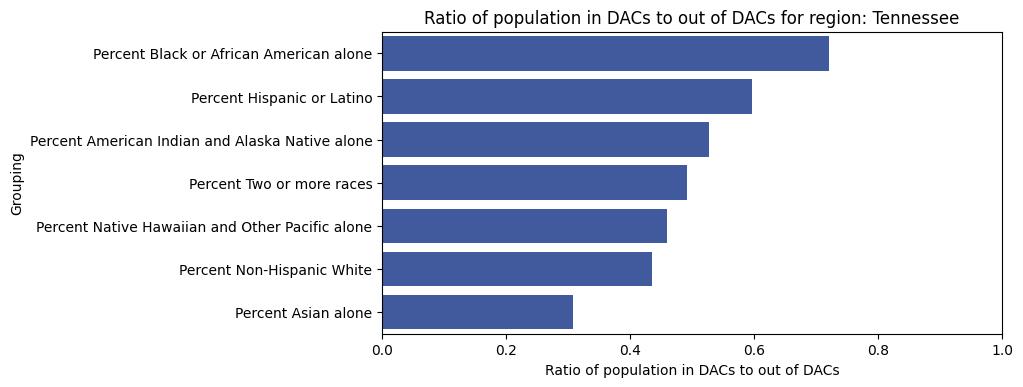 Ratio of population in DACs to out of DACs for region: Tennessee
Grouping
Percent Black or African American alone
Percent Hispanic or Latino
Percent American Indian and Alaska Native alone
Percent Two or more races
Percent Native Hawaiian and Other Pacific alone
Percent Non-Hispanic White
Percent Asian alone
0.0 0.2 0.4 0.6 0.8 1.0
Ratio of population in DACs to out of DACs